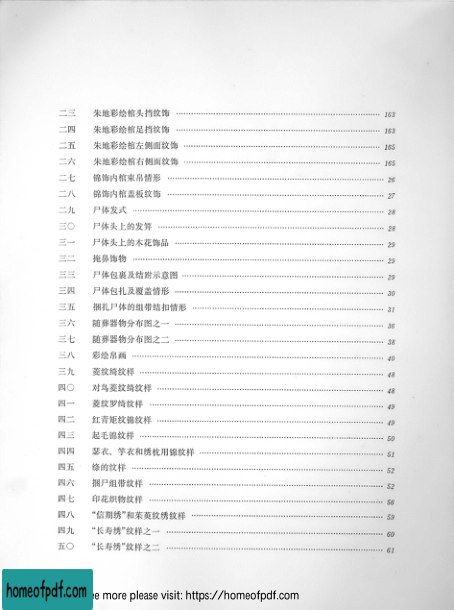 二三 朱地彩绘棺头挡纹饰 163
二四 朱地彩绘棺足挡纹饰 163
二五 朱地彩绘棺左侧面纹饰 165
二六 朱地彩绘棺右侧面纹饰 165
二七 锦饰内棺束帛情形 26
二八 锦饰内棺盖板纹饰 27
二九 尸体发式 28
三〇 尸体头上的发笄 28
三一 尸体头上的木花饰品 29
三二 掩鼻饰物 29
三三 尸体包裹及结跗示意图 29
三四 尸体包扎及覆盖情形 30
三五 捆扎尸体的组带结扣情形 31
三六 随葬器物分布图之一 36
三七 随葬器物分布图之二 38
三八 彩绘帛画 40
三九 菱纹绮纹样 48
四〇 对鸟菱纹绮纹样 48
四一 菱纹罗绮纹样 49
四二 红青矩纹锦纹样 49
四三 起毛锦纹样 50
四四 瑟衣、竽衣和绣枕用锦纹样 51
四五 绦的纹样 52
四六 捆尸组带纹样 52
四七 印花织物纹样 56
四八 “信期绣”和茱萸纹绣纹样 59
四九 “长寿绣”纹样之一 60
五〇 “长寿绣”纹样之二 61
homeofpdf.com
e more please visit: https://homeofpdf.com